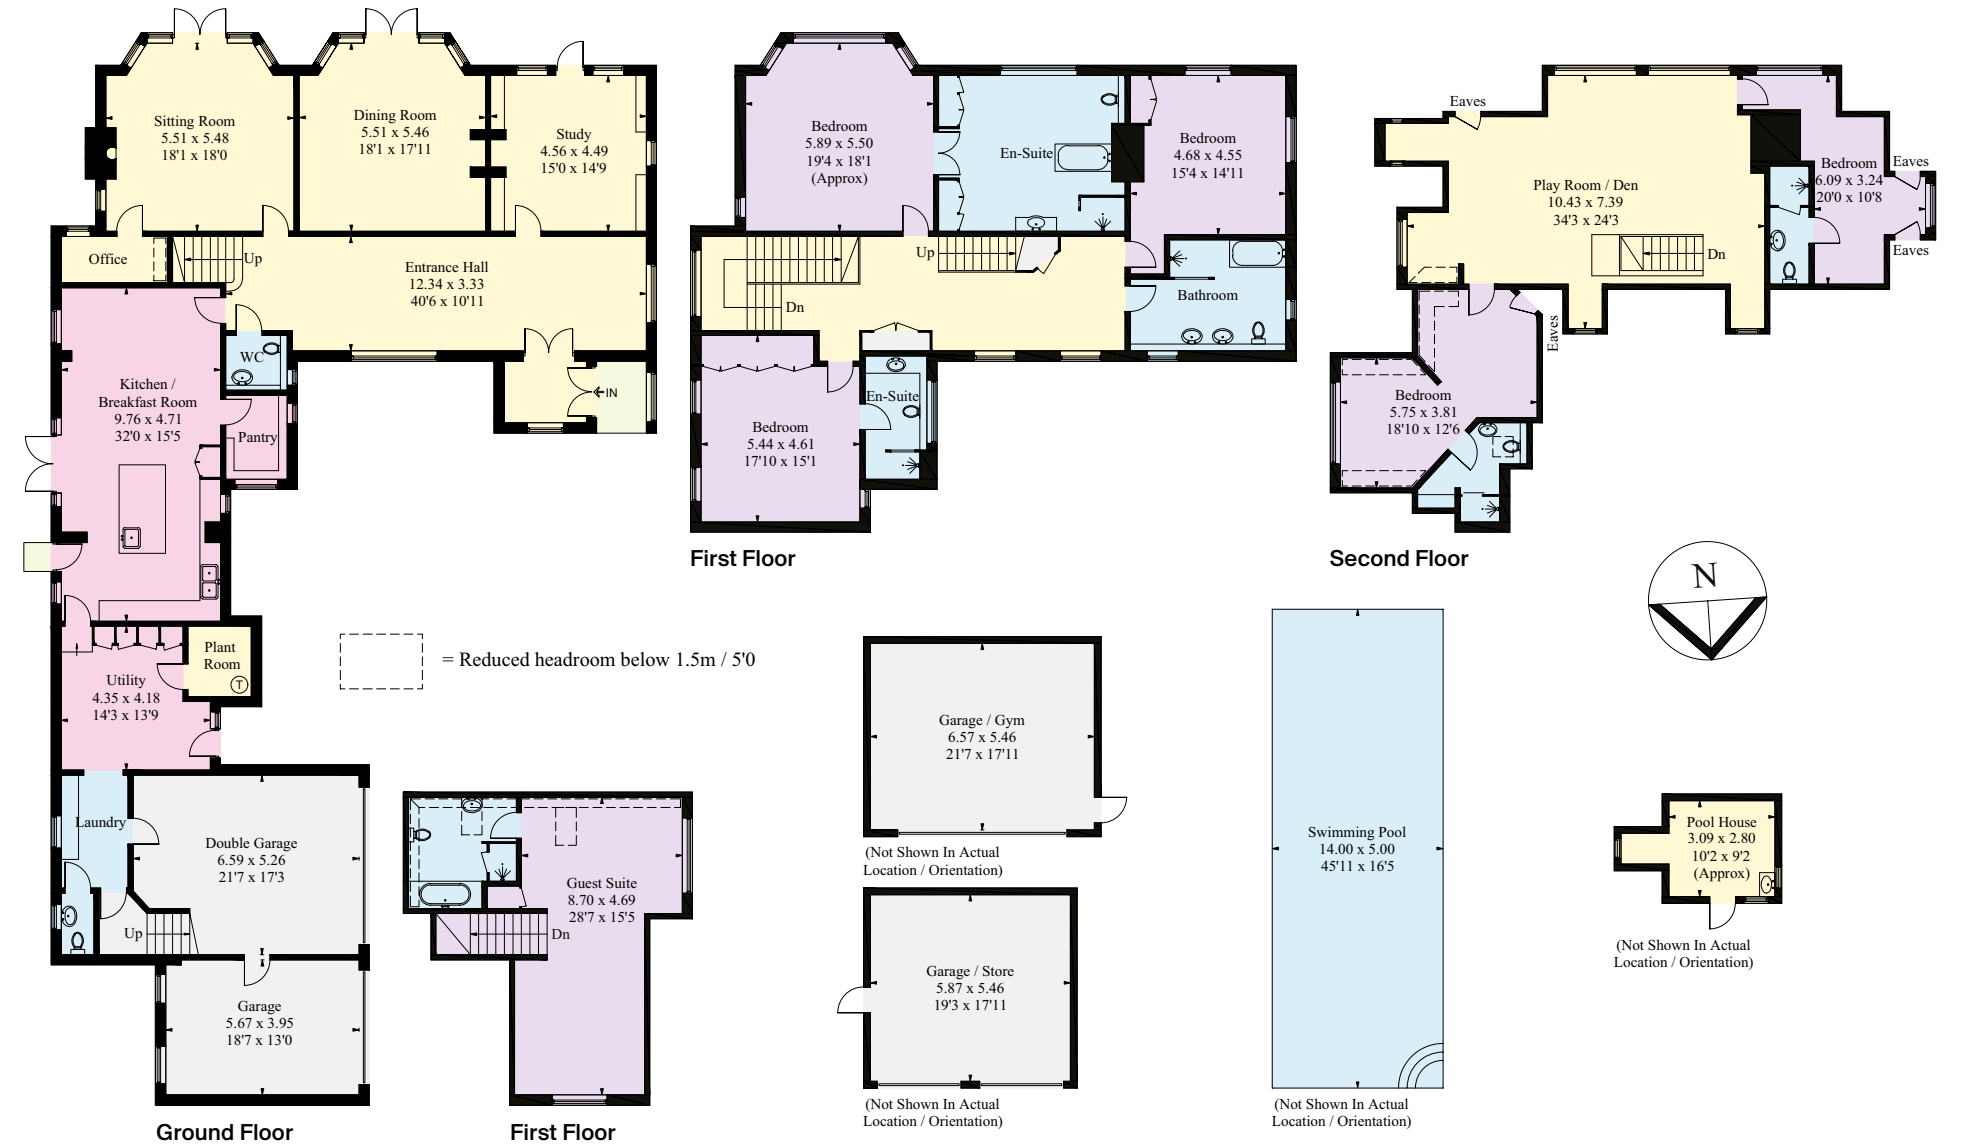 Sitting Room
5.51 x 5.48
18'1 x 18'0
Dining Room
5.51 x 5.46
18'1 x 17'11
Study
4.56 x 4.49
15'0 x 14'9
Office
Up
Entrance Hall
12.34 x 3.33
40'6 x 10'11
WC
IN
Kitchen /
Breakfast Room
9.76 x 4.71
32'0 x 15'5
Pantry
Plant
Room
T
Utility
4.35 x 4.18
14'3 x 13'9
Laundry
Double Garage
6.59 x 5.26
21'7 x 17'3
Up
Garage
5.67 x 3.95
18'7 x 13'0
Ground Floor
Bedroom
5.89 x 5.50
19'4 x 18'1
(Approx)
En-Suite
Bedroom
4.68 x 4.55
15'4 x 14'11
Up
Dn
Bathroom
En-Suite
Bedroom
5.44 x 4.61
17'10 x 15'1
First Floor
Eaves
Play Room / Den
10.43 x 7.39
34'3 x 24'3
Dn
Bedroom
6.09 x 3.24
20'0 x 10'8
Eaves
Eaves
Eaves
Bedroom
5.75 x 3.81
18'10 x 12'6
Second Floor
N
= Reduced headroom below 1.5m / 5'0
Guest Suite
8.70 x 4.69
28'7 x 15'5
Dn
First Floor
Garage / Gym
6.57 x 5.46
21'7 x 17'11
(Not Shown In Actual
Location / Orientation)
Garage / Store
5.87 x 5.46
19'3 x 17'11
(Not Shown In Actual
Location / Orientation)
Swimming Pool
14.00 x 5.00
45'11 x 16'5
(Not Shown In Actual
Location / Orientation)
Pool House
3.09 x 2.80
10'2 x 9'2
(Approx)
(Not Shown In Actual
Location / Orientation)